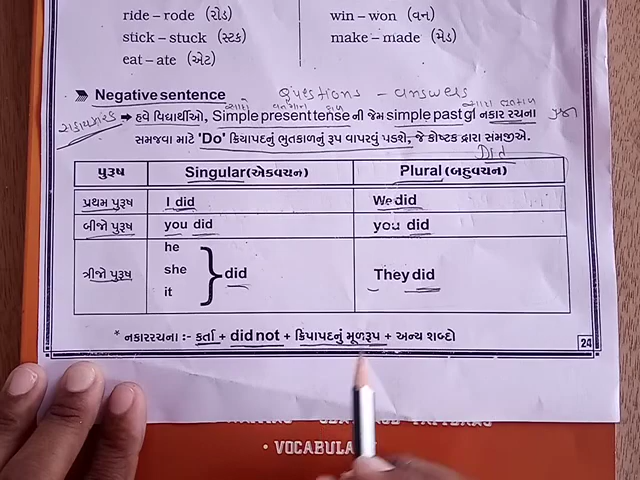 ride – rode (રોડ) win – won (વન)
stick – stuck (સ્ટક) make – made (મેડ)
eat – ate (એટ)
Negative sentence Questions - answers
→ હવે વિદ્યાર્થીઓ, Simple present tense ની જેમ simple past ની નકાર રચના
સમજવા માટે 'Do' ક્રિયાપદનું ભુતકાળનું રૂપ વાપરવું પડશે, જે કોષ્ટક દ્વારા સમજીએ.
Did
પુરૂષ Singular (એકવચન) Plural (બહુવચન)
પ્રથમ પુરૂષ I did We did
બીજો પુરૂષ you did you did
he
she
ત્રીજો પુરૂષ did They did
it
* નકારરચના :- કર્તા + did not + ક્રિયાપદનું મૂળરૂપ + અન્ય શબ્દો
24
• VOCABULA